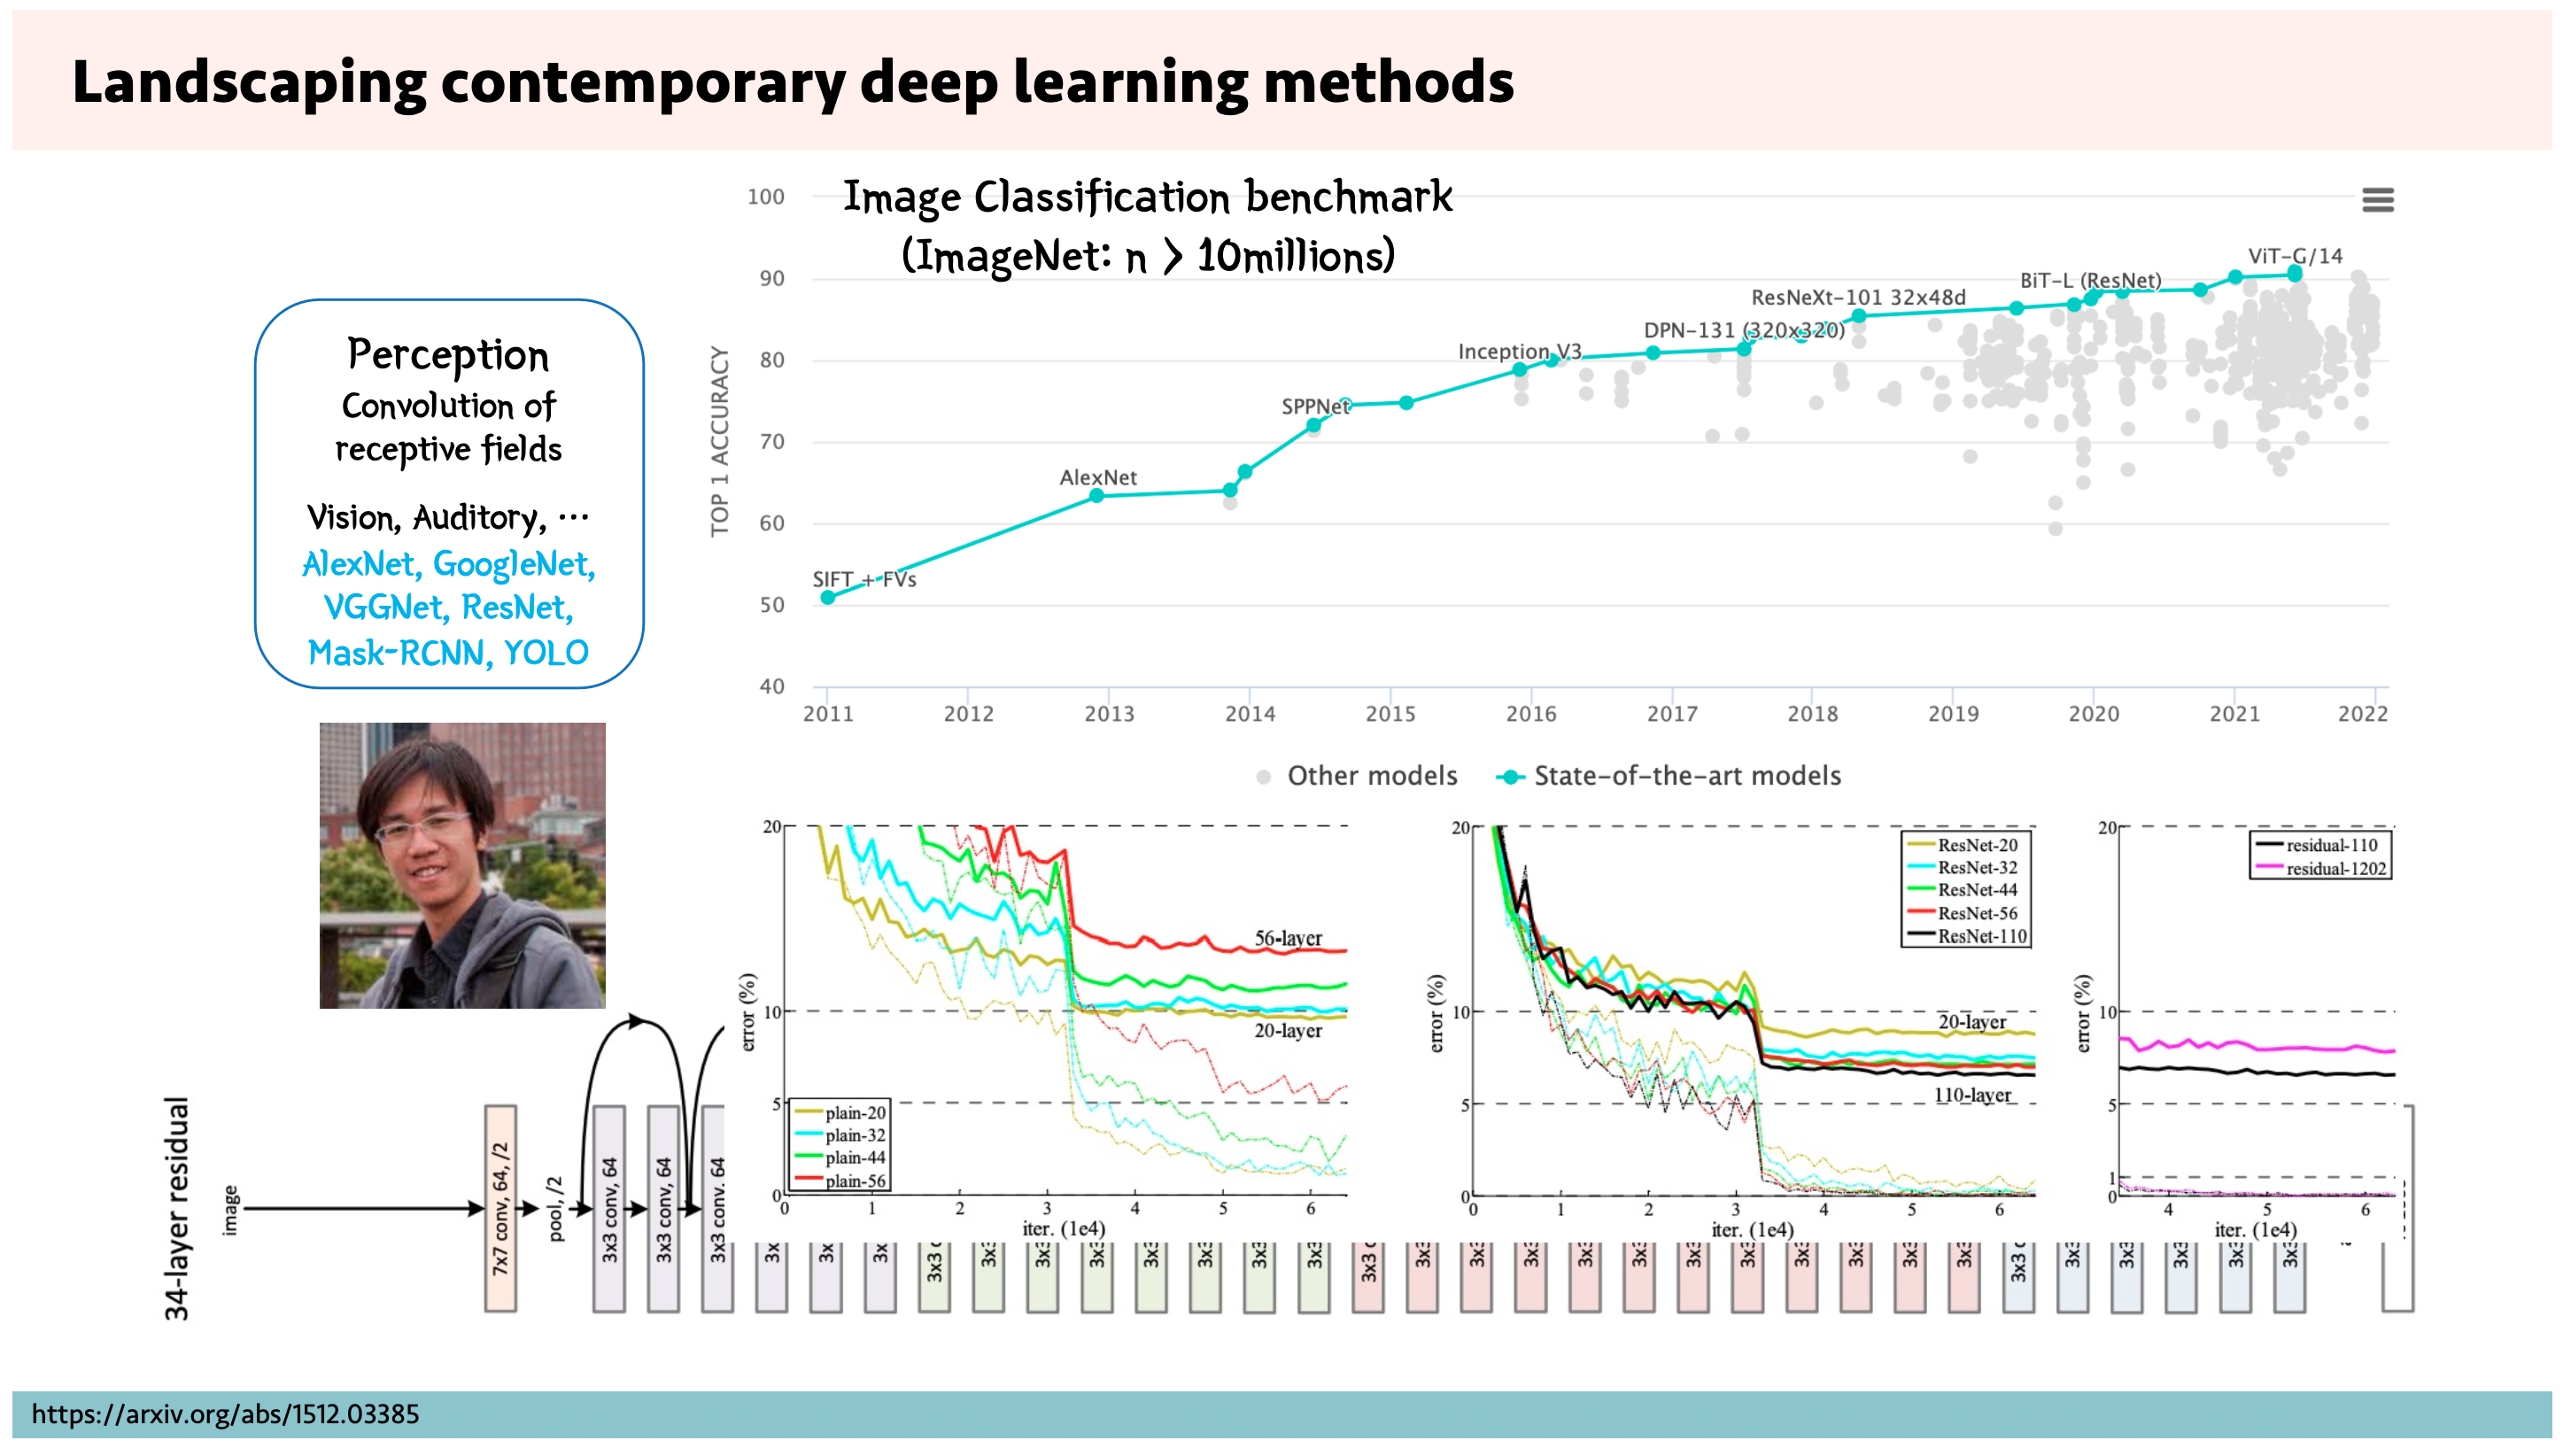 Landscaping contemporary deep learning methods
Image Classification benchmark
(ImageNet: n > 10millions)
Perception
Convolution of
receptive fields
Vision, Auditory, ⋯
AlexNet, GoogleNet,
VGGNet, ResNet,
Mask-RCNN, YOLO
TOP 1 ACCURACY
100
90
80
70
60
50
40
SIFT + FVs
AlexNet
SPPNet
Inception V3
DPN-131 (320x320)
ResNeXt-101 32x48d
BiT-L (ResNet)
ViT-G/14
2011 2012 2013 2014 2015 2016 2017 2018 2019 2020 2021 2022
Other models State-of-the-art models
error (%)
20
10
5
0
56-layer
20-layer
plain-20
plain-32
plain-44
plain-56
0 1 2 3 4 5 6
iter. (1e4)
error (%)
20
10
5
0
ResNet-20
ResNet-32
ResNet-44
ResNet-56
ResNet-110
20-layer
110-layer
0 1 2 3 4 5 6
iter. (1e4)
error (%)
20
10
5
1
0
residual-110
residual-1202
4 5 6
iter. (1e4)
34-layer residual
image
7x7 conv, 64, /2
pool, /2
3x3 conv, 64
3x3 conv, 64
3x3 conv, 64
https://arxiv.org/abs/1512.03385